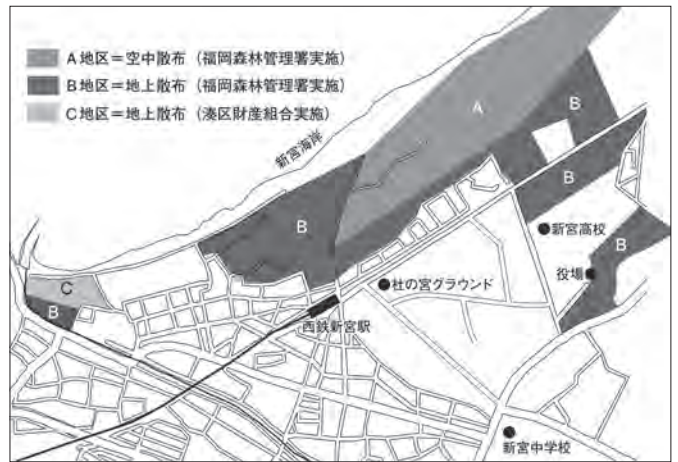 A地区＝空中散布（福岡森林管理署実施）
B地区＝地上散布（福岡森林管理署実施）
C地区＝地上散布（湊区財産組合実施）
新宮海岸
A
B
B
B
B
新宮高校
役場
C
B
杜の宮グラウンド
西鉄新宮駅
新宮中学校